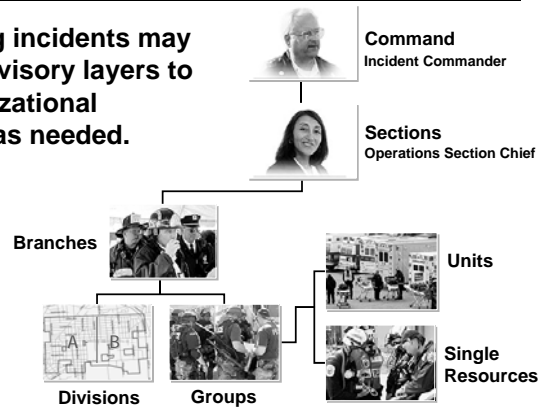 g incidents may
visory layers to
zational
as needed.
Command
Incident Commander
Sections
Operations Section Chief
Branches
Units
A
B
Divisions
Groups
Single
Resources